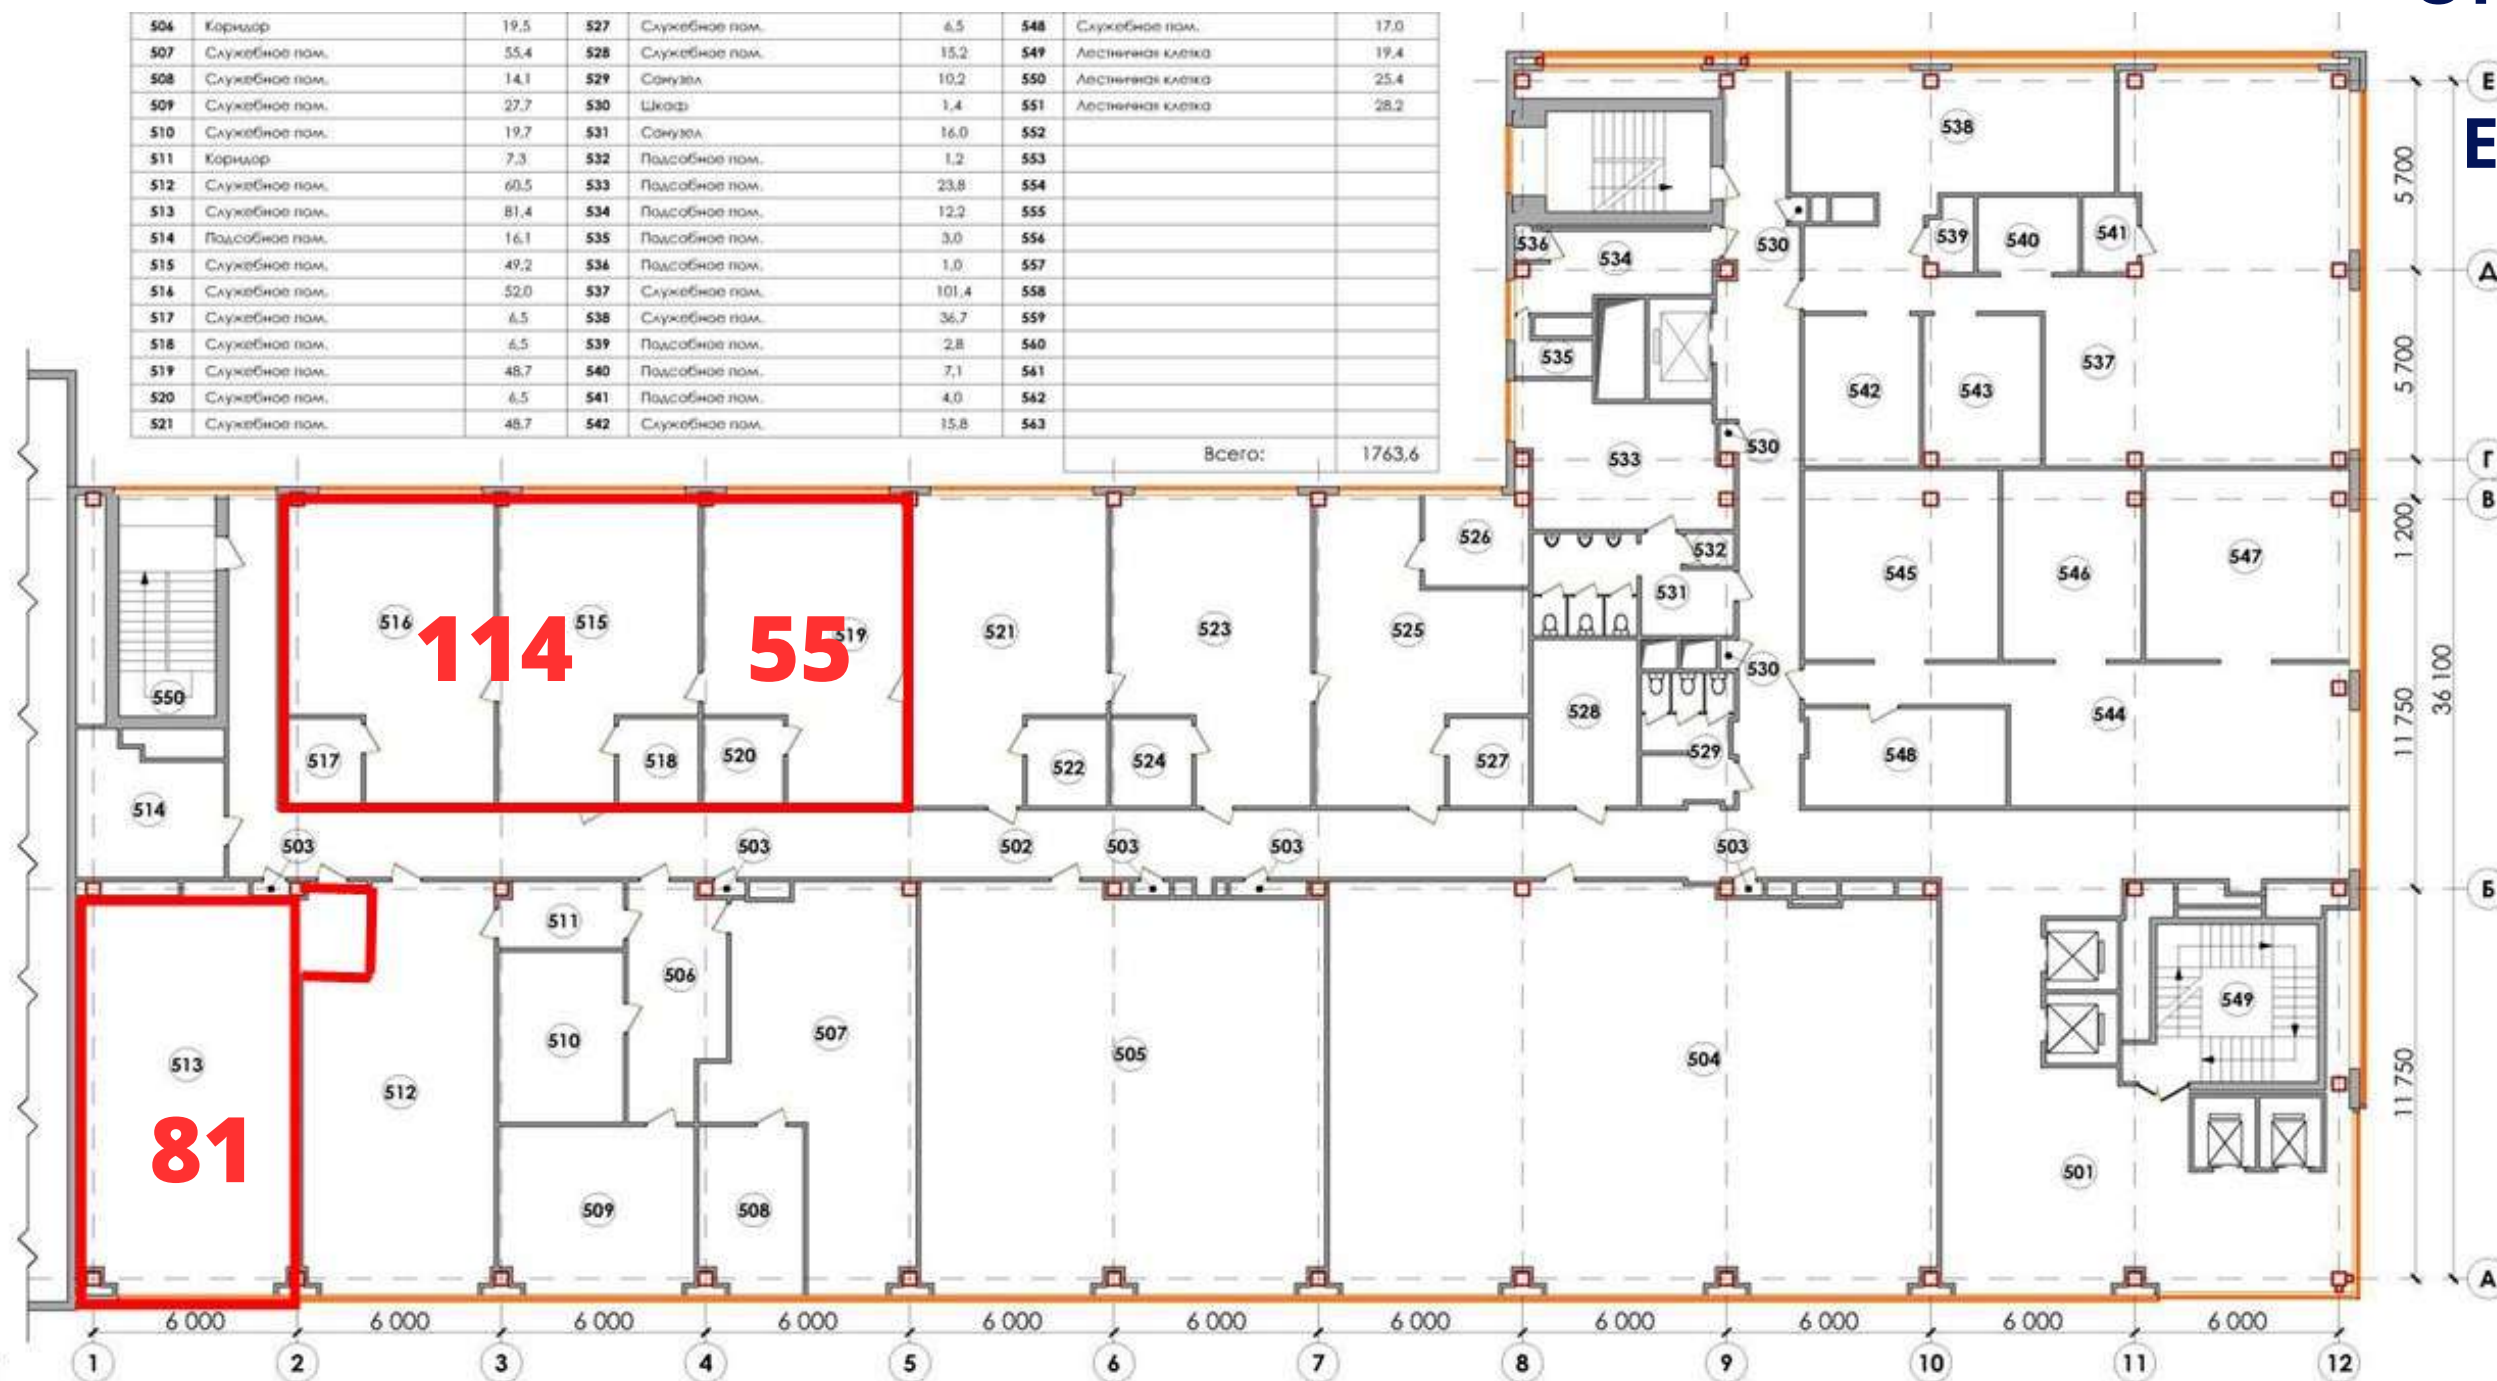 506 Коридор 19,5 527 Служебное пом. 6,5 548 Служебное пом. 17,0
507 Служебное пом. 55,4 528 Служебное пом. 15,2 549 Лестничная клетка 19,4
508 Служебное пом. 14,1 529 Санузел 10,2 550 Лестничная клетка 25,4
509 Служебное пом. 27,7 530 Шкаф 1,4 551 Лестничная клетка 28,2
510 Служебное пом. 19,7 531 Санузел 16,0 552
511 Коридор 7,3 532 Подсобное пом. 1,2 553
512 Служебное пом. 60,5 533 Подсобное пом. 23,8 554
513 Служебное пом. 81,4 534 Подсобное пом. 12,2 555
514 Подсобное пом. 16,1 535 Подсобное пом. 3,0 556
515 Служебное пом. 49,2 536 Подсобное пом. 1,0 557
516 Служебное пом. 52,0 537 Служебное пом. 101,4 558
517 Служебное пом. 6,5 538 Служебное пом. 36,7 559
518 Служебное пом. 6,5 539 Подсобное пом. 2,8 560
519 Служебное пом. 48,7 540 Подсобное пом. 7,1 561
520 Служебное пом. 6,5 541 Подсобное пом. 4,0 562
521 Служебное пом. 48,7 542 Служебное пом. 15,8 563
Всего: 1763,6
Е
Е
538
5 700
536
534
530
539
540
541
Д
535
542
543
537
5 700
533
530
Г
В
526
532
545
546
547
1 200
516
114
515
55
519
521
523
525
531
530
550
528
544
11 750
36 100
517
518
520
522
524
527
529
548
514
503
503
502
503
503
503
Б
511
506
510
507
505
504
549
513
512
11 750
81
509
508
501
А
6 000 6 000 6 000 6 000 6 000 6 000 6 000 6 000 6 000 6 000 6 000
1 2 3 4 5 6 7 8 9 10 11 12